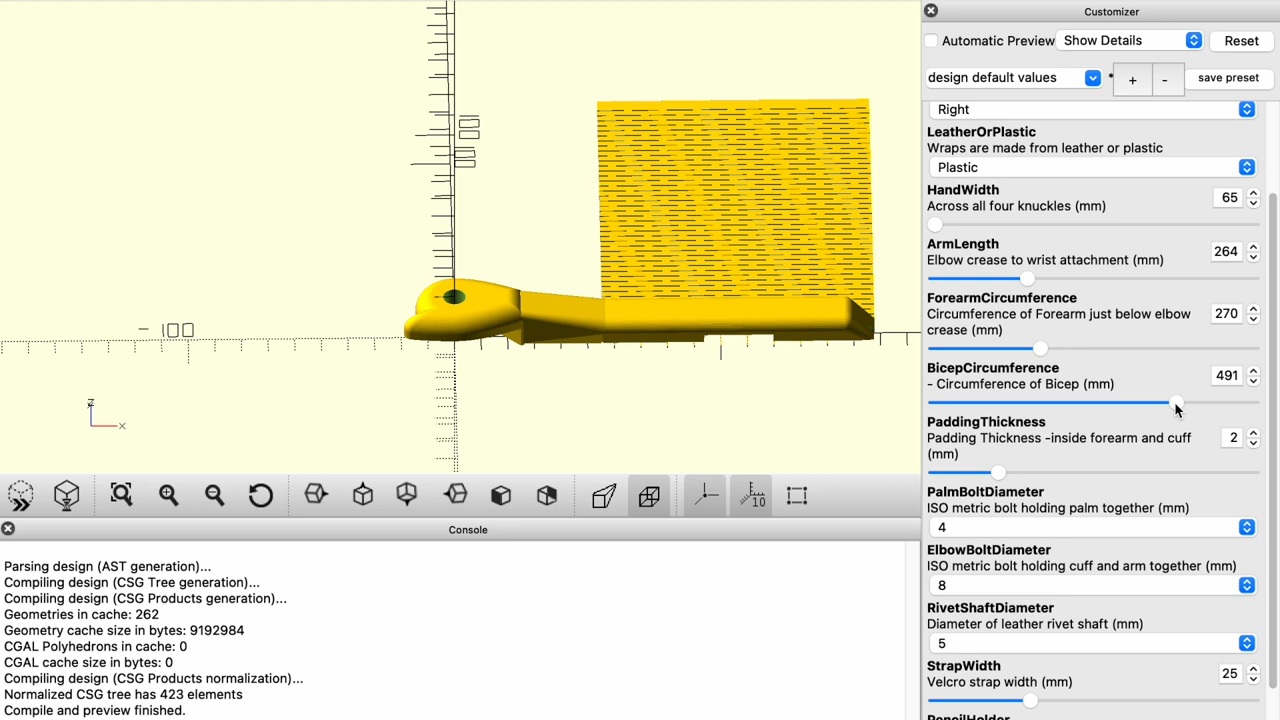 Customizer
Automatic Preview Show Details Reset
design default values * + - save preset
Right
LeatherOrPlastic
Wraps are made from leather or plastic
Plastic
HandWidth
Across all four knuckles (mm)
65
ArmLength
Elbow crease to wrist attachment (mm)
264
ForearmCircumference
Circumference of Forearm just below elbow
crease (mm)
270
BicepCircumference
- Circumference of Bicep (mm)
491
PaddingThickness
Padding Thickness -inside forearm and cuff
(mm)
2
PalmBoltDiameter
ISO metric bolt holding palm together (mm)
4
ElbowBoltDiameter
ISO metric bolt holding cuff and arm together (mm)
8
RivetShaftDiameter
Diameter of leather rivet shaft (mm)
5
StrapWidth
Velcro strap width (mm)
25
PencilHolder
- 100
Z
X
10
Console
Parsing design (AST generation)...
Compiling design (CSG Tree generation)...
Compiling design (CSG Products generation)...
Geometries in cache: 262
Geometry cache size in bytes: 9192984
CGAL Polyhedrons in cache: 0
CGAL cache size in bytes: 0
Compiling design (CSG Products normalization)...
Normalized CSG tree has 423 elements
Compile and preview finished.